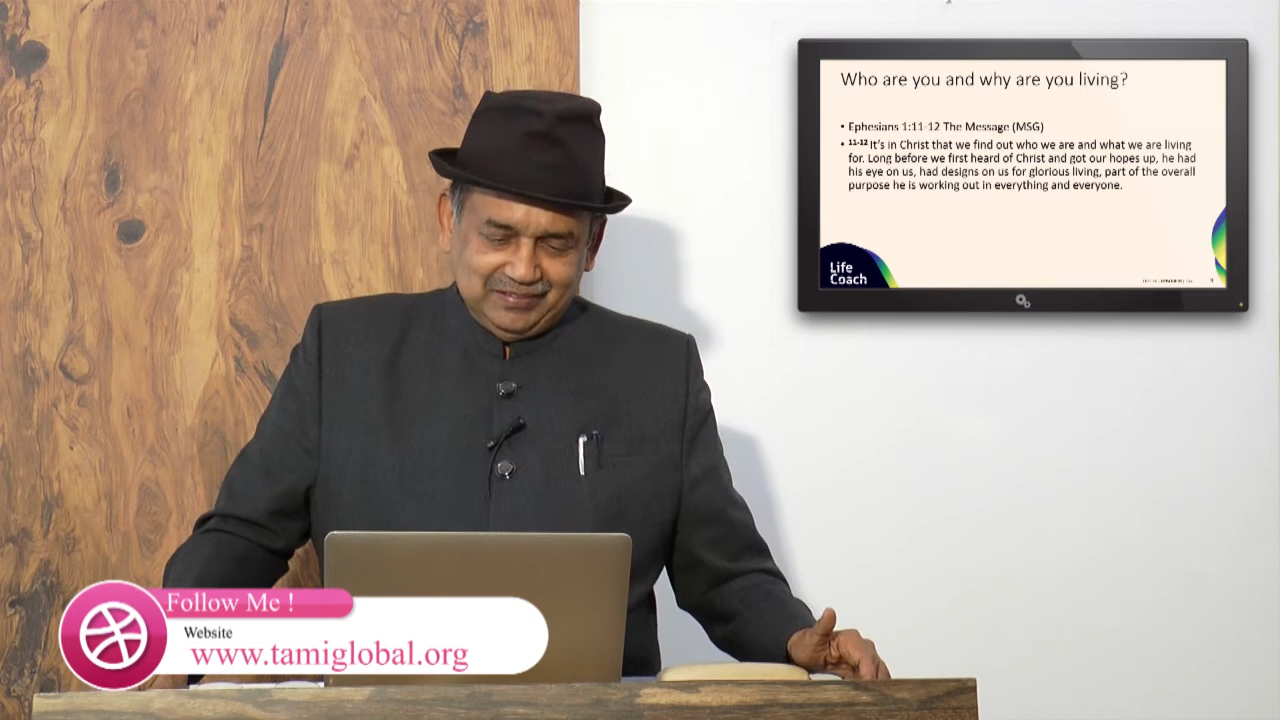 Who are you and why are you living?
• Ephesians 1:11-12 The Message (MSG)
• 11-12 It's in Christ that we find out who we are and what we are living
for. Long before we first heard of Christ and got our hopes up, he had
his eye on us, had designs on us for glorious living, part of the overall
purpose he is working out in everything and everyone.
Life
Coach
Follow Me !
Website
www.tamiglobal.org